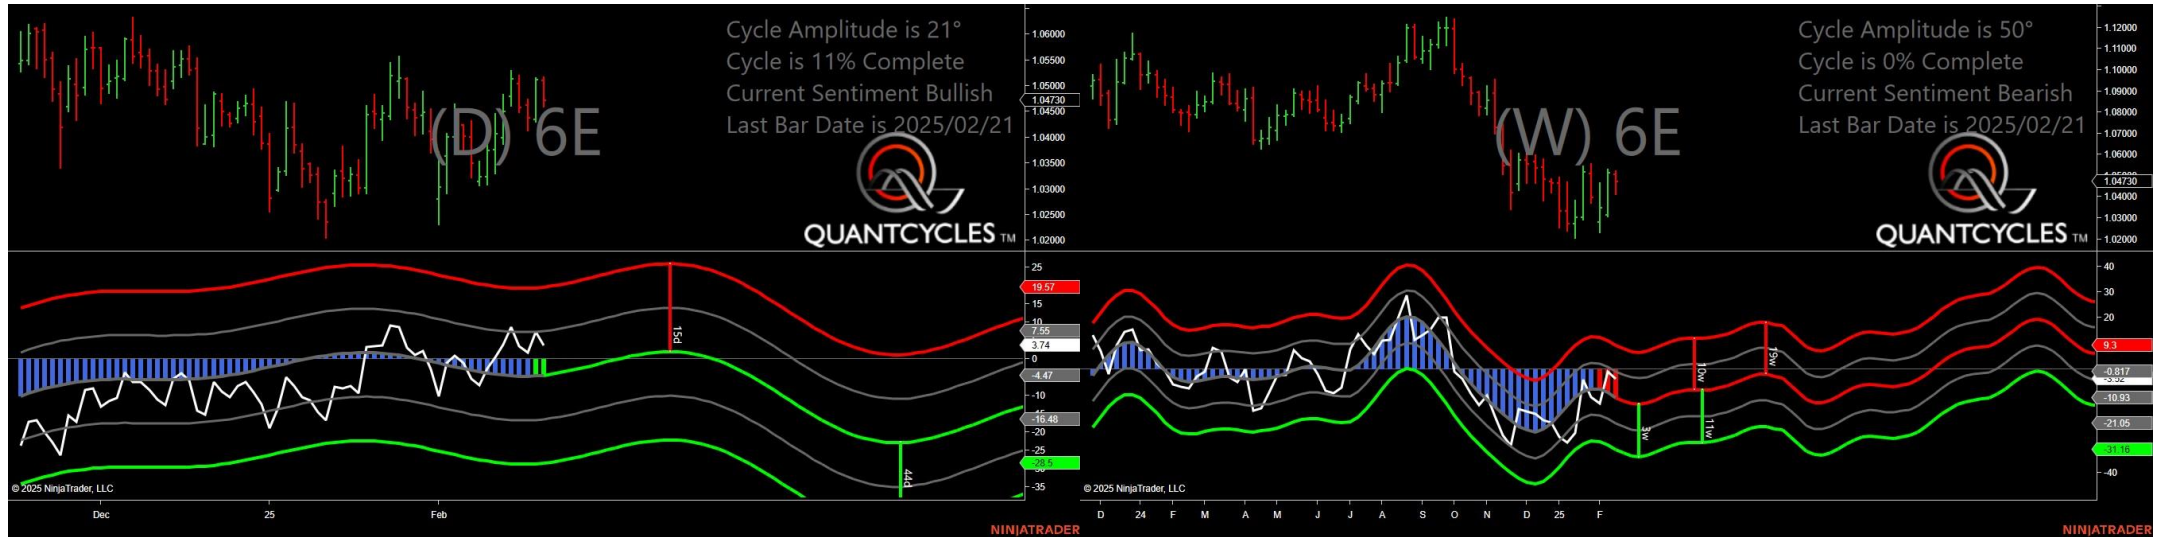 Cycle Amplitude is 21°
Cycle is 11% Complete
Current Sentiment Bullish
Last Bar Date is 2025/02/21
(D) 6E
QUANTCYCLES TM
1.06000
1.05500
1.05000
1.04730
1.04500
1.04000
1.03500
1.03000
1.02500
1.02000
25
19.57
15
10
7.55
3.74
0
-4.47
-10
-16.48
-20
-25
-28.5
-35
15d
44d
© 2025 NinjaTrader, LLC
Dec
25
Feb
NINJATRADER
Cycle Amplitude is 50°
Cycle is 0% Complete
Current Sentiment Bearish
Last Bar Date is 2025/02/21
(W) 6E
QUANTCYCLES TM
1.12000
1.11000
1.10000
1.09000
1.08000
1.07000
1.06000
1.04730
1.03000
1.02000
40
30
20
9.3
-0.817
-10.93
-21.05
-31.16
-40
3w
10w
11w
19w
© 2025 NinjaTrader, LLC
D 24 F M A M J J A S O N D 25 F
NINJATRADER